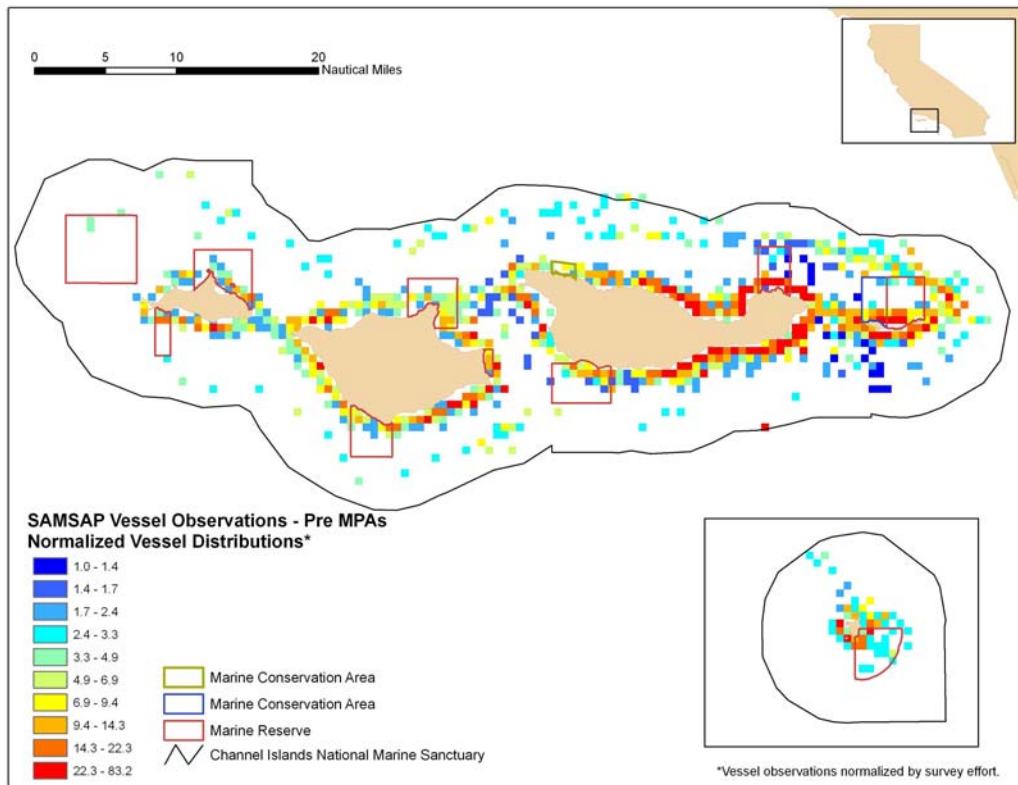 0 5 10 20
Nautical Miles
SAMSAP Vessel Observations - Pre MPAs
Normalized Vessel Distributions*
1.0 - 1.4
1.4 - 1.7
1.7 - 2.4
2.4 - 3.3
3.3 - 4.9
4.9 - 6.9
6.9 - 9.4
9.4 - 14.3
14.3 - 22.3
22.3 - 83.2
Marine Conservation Area
Marine Conservation Area
Marine Reserve
Channel Islands National Marine Sanctuary
*Vessel observations normalized by survey effort.